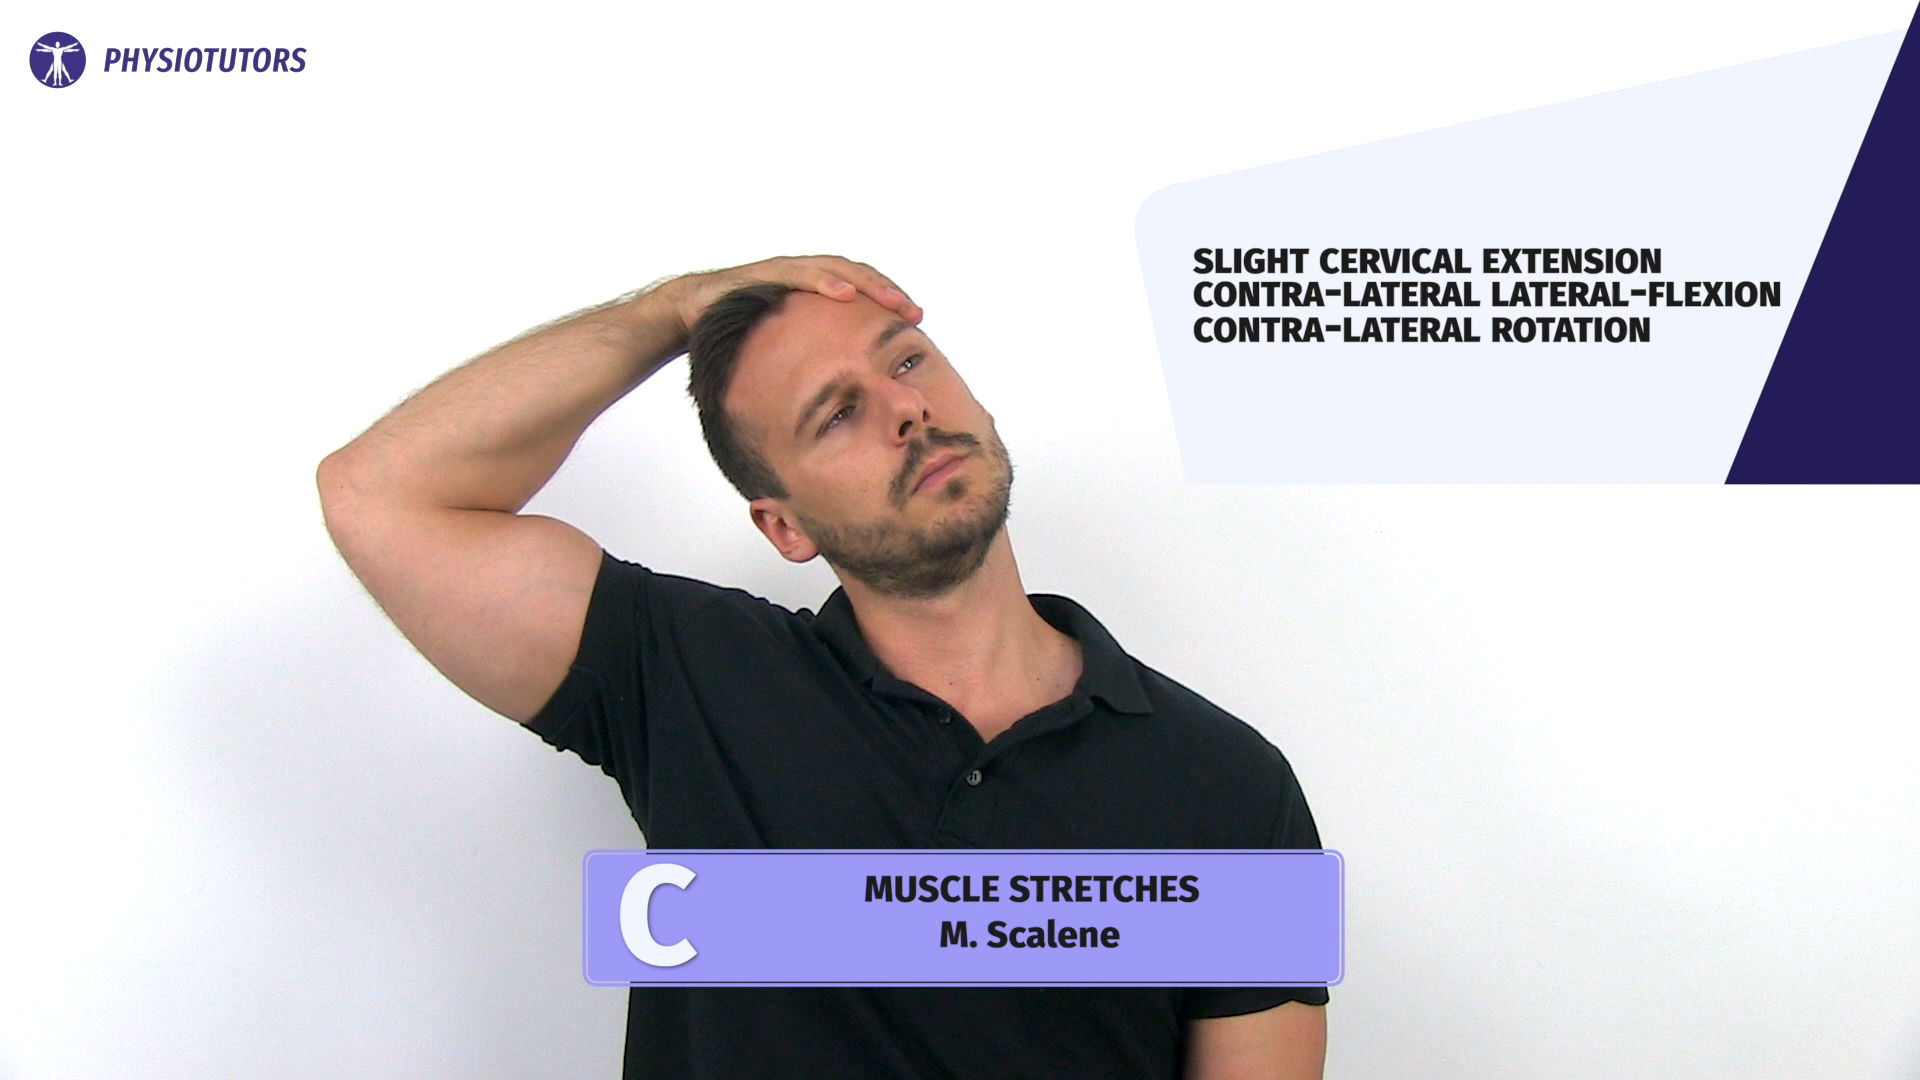 PHYSIOTUTORS
SLIGHT CERVICAL EXTENSION
CONTRA-LATERAL LATERAL-FLEXION
CONTRA-LATERAL ROTATION
C
MUSCLE STRETCHES
M. Scalene